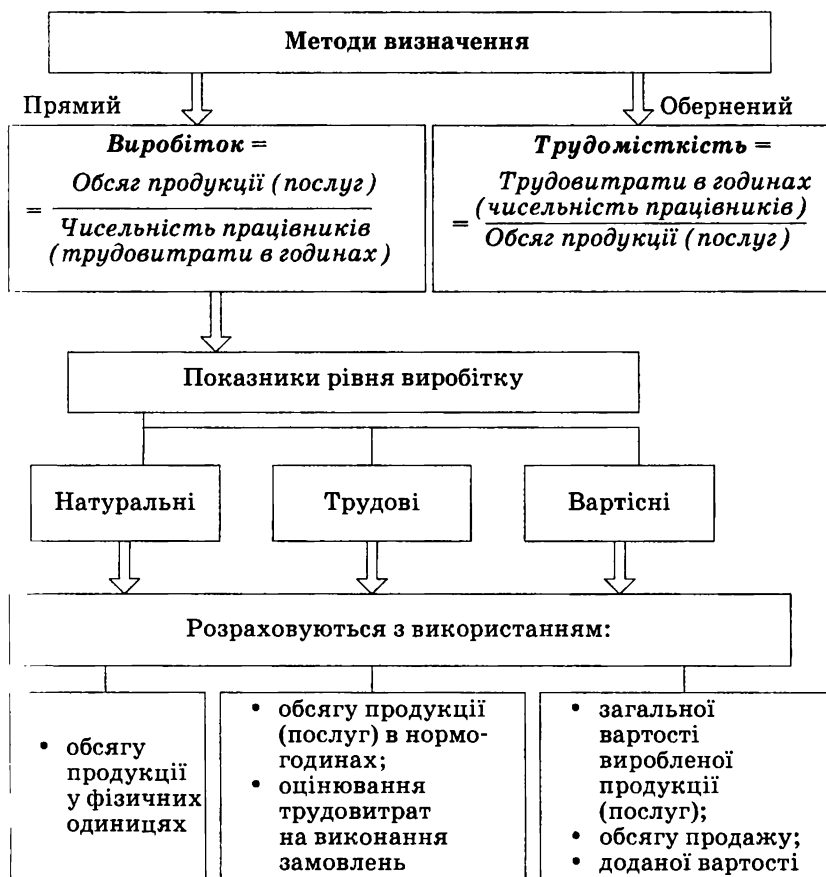 Методи визначення
Прямий
Обернений
Виробіток =
= Обсяг продукції (послуг)
Чисельність працівників
(трудовитрати в годинах)
Трудомісткість =
Трудовитрати в годинах
= (чисельність працівників)
Обсяг продукції (послуг)
Показники рівня виробітку
Натуральні
Трудові
Вартісні
Розраховуються з використанням:
• обсягу
продукції
у фізичних
одиницях
• обсягу продукції
(послуг) в нормо-
годинах;
• оцінювання
трудовитрат
на виконання
замовлень
• загальної
вартості
виробленої
продукції
(послуг);
• обсягу продажу;
• доданої вартості